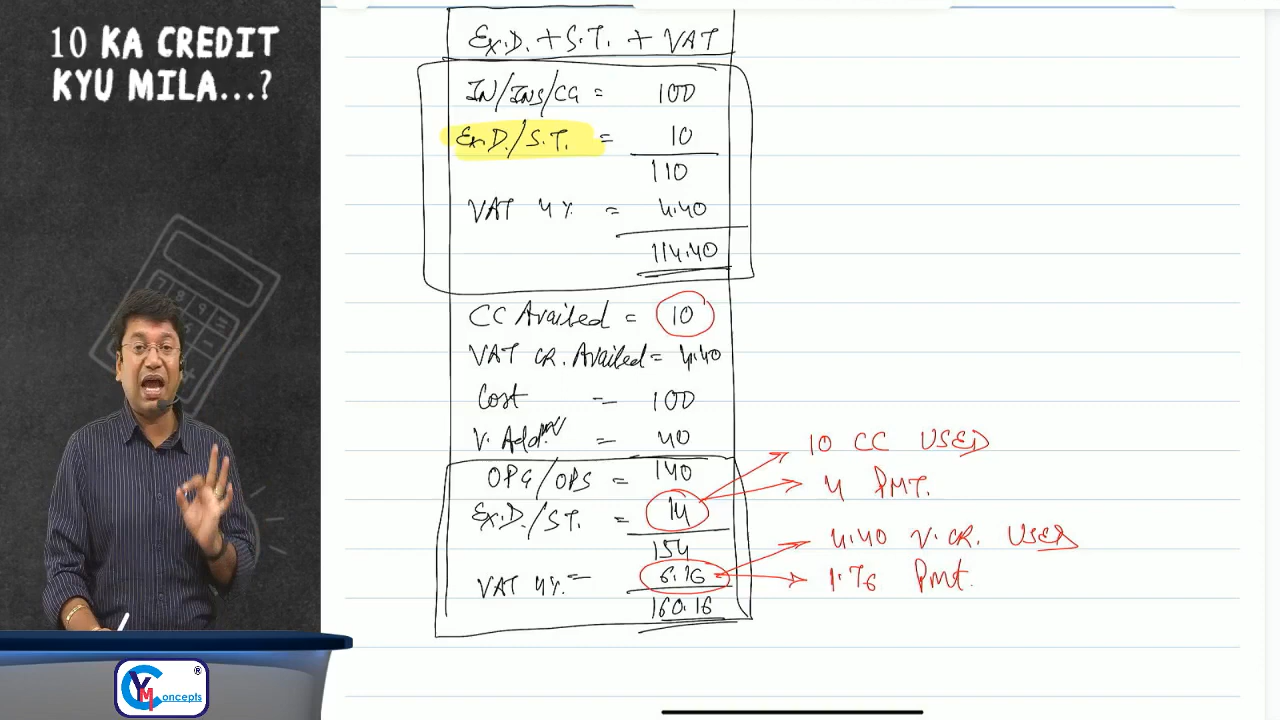 10 KA CREDIT
KYU MILA...?
Ex.D. + S.T. + VAT
IN/INS/CG = 100
Ex.D./S.T. = 10
110
VAT 4% = 4.40
114.40
CC Availed = 10
VAT CR. Availed = 4.40
Cost = 100
V. Addn = 40
OPG/OPS = 140
Ex.D./ST. = 14
154
VAT 4% = 6.16
160.16
10 CC USED
4 PMT.
4.40 V.CR. USED
1.76 Pmt.
CYM Concepts ®